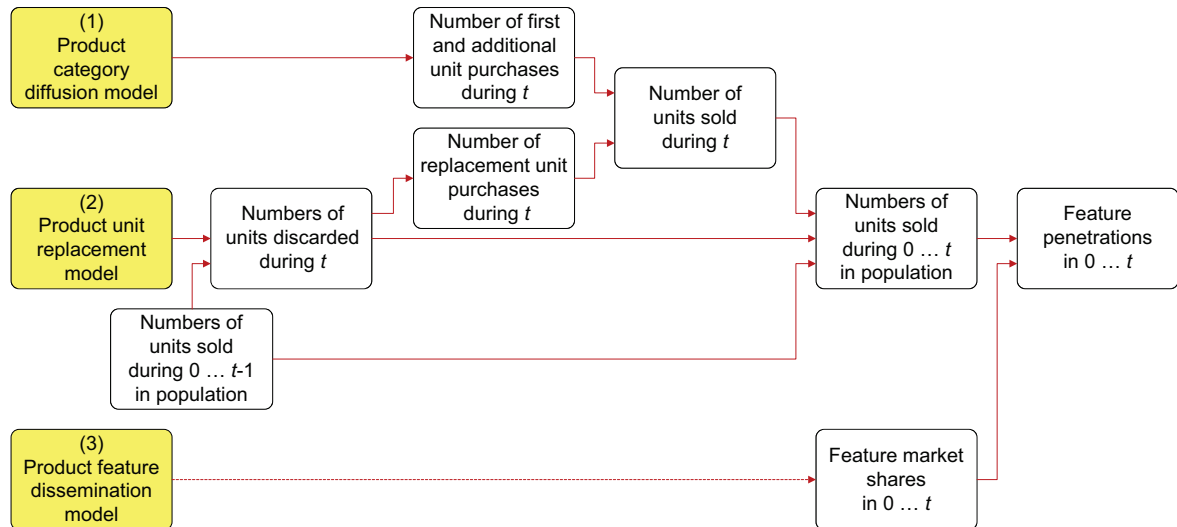 (1)
Product
category
diffusion model
Number of first
and additional
unit purchases
during t
Number of
units sold
during t
Number of
replacement unit
purchases
during t
(2)
Product unit
replacement
model
Numbers of
units discarded
during t
Numbers of
units sold
during 0 … t
in population
Feature
penetrations
in 0 … t
Numbers of
units sold
during 0 … t-1
in population
(3)
Product feature
dissemination
model
Feature market
shares
in 0 … t